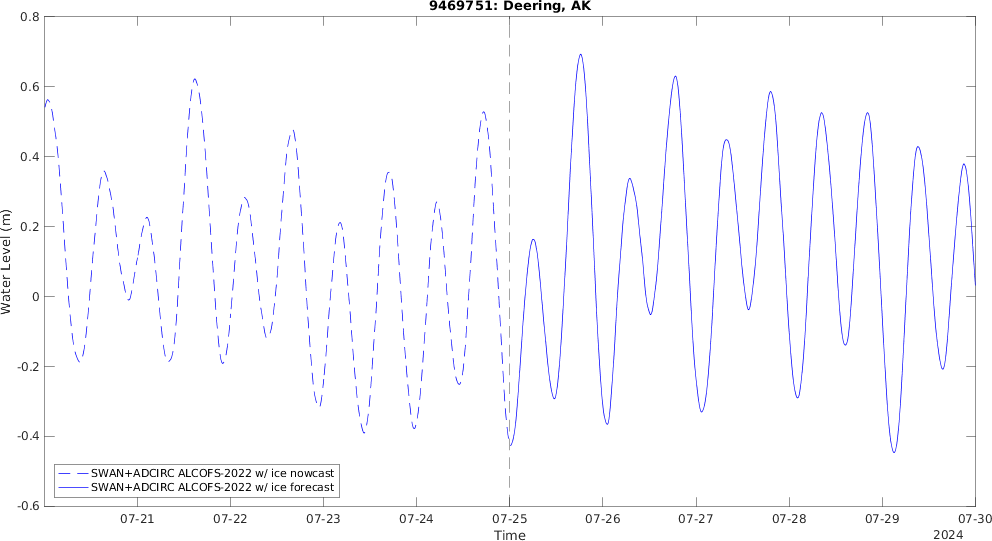 9469751: Deering, AK
0.8
0.6
0.4
0.2
0
-0.2
-0.4
-0.6
Water Level (m)
SWAN+ADCIRC ALCOFS-2022 w/ ice nowcast
SWAN+ADCIRC ALCOFS-2022 w/ ice forecast
07-21 07-22 07-23 07-24 07-25 07-26 07-27 07-28 07-29 07-30
Time
2024